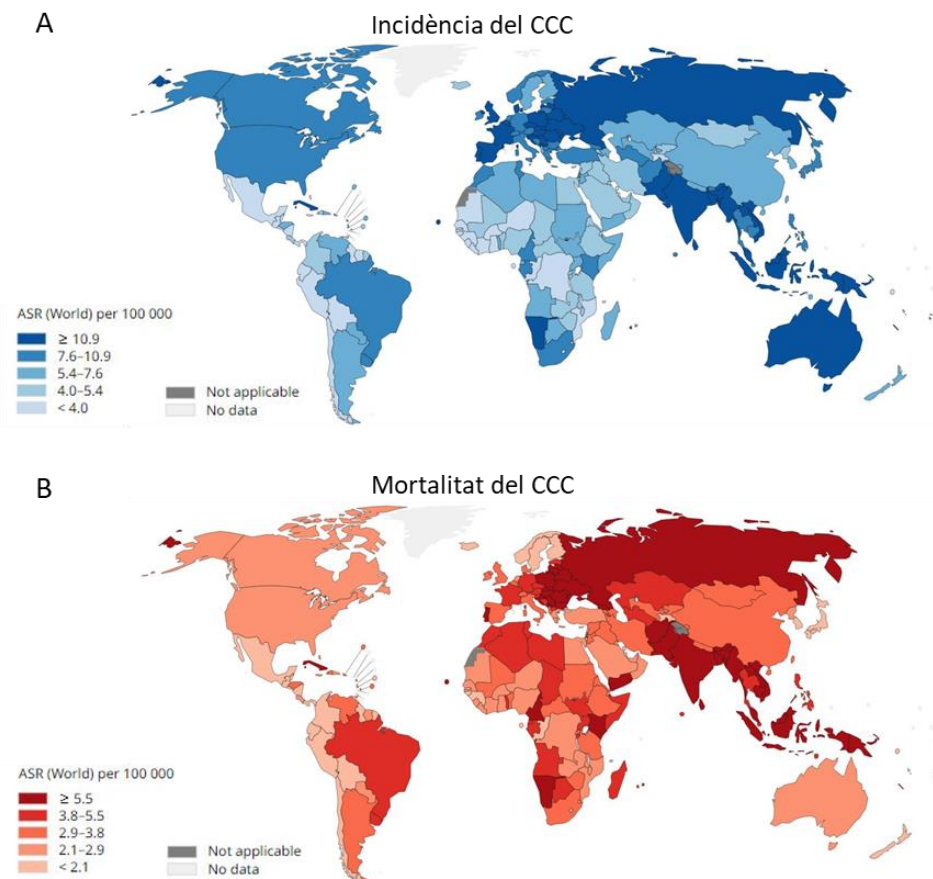 A
Incidència del CCC
ASR (World) per 100 000
≥ 10.9
7.6–10.9
5.4–7.6
4.0–5.4
< 4.0
Not applicable
No data
B
Mortalitat del CCC
ASR (World) per 100 000
≥ 5.5
3.8–5.5
2.9–3.8
2.1–2.9
< 2.1
Not applicable
No data